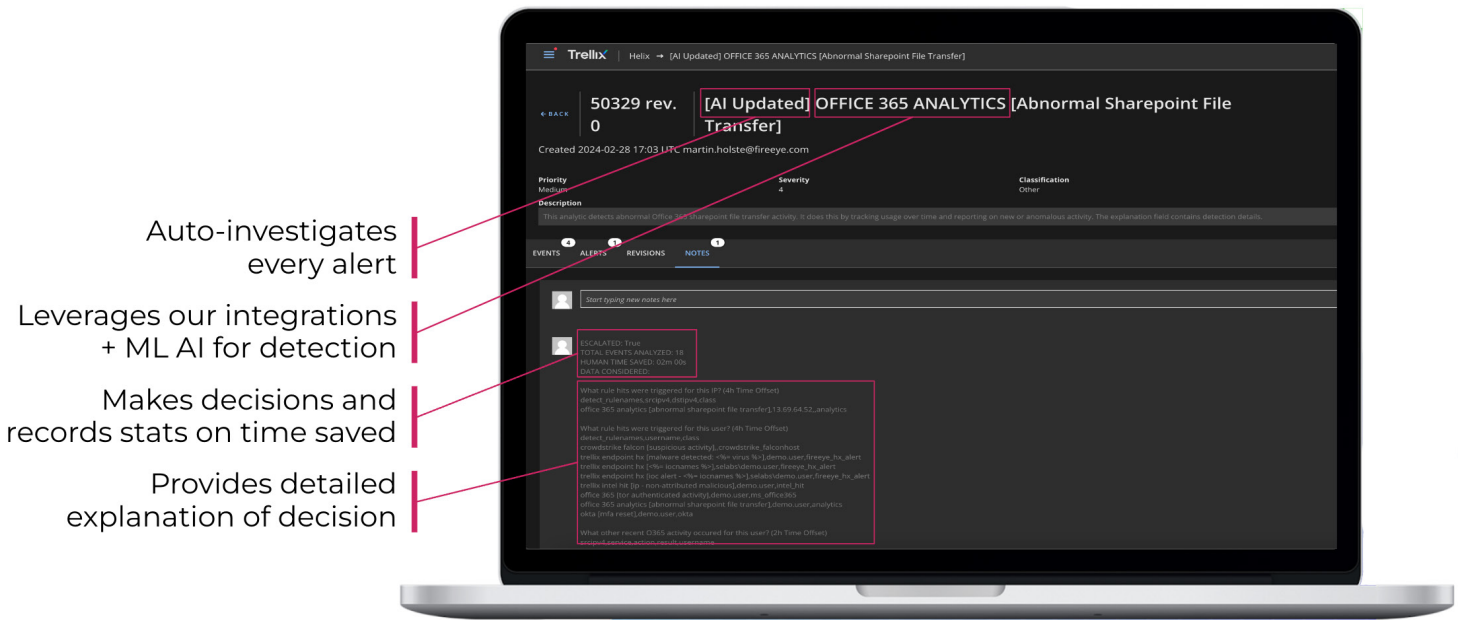 Trellix | Helix → [AI Updated] OFFICE 365 ANALYTICS [Abnormal Sharepoint File Transfer]
← BACK
50329 rev.
0
[AI Updated] OFFICE 365 ANALYTICS [Abnormal Sharepoint File
Transfer]
Created 2024-02-28 17:03 UTC martin.holste@fireeye.com
Priority
Medium
Severity
4
Classification
Other
Description
This analytic detects abnormal Office 365 sharepoint file transfer activity. It does this by tracking usage over time and reporting on new or anomalous activity. The explanation field contains detection details.
EVENTS 4 ALERTS 1 REVISIONS NOTES 1
Start typing new notes here
ESCALATED: True
TOTAL EVENTS ANALYZED: 18
HUMAN TIME SAVED: 02m 00s
DATA CONSIDERED:
What rule hits were triggered for this IP? (4h Time Offset)
detect_rulenames,srcipv4,dstipv4,class
office 365 analytics [abnormal sharepoint file transfer],13.69.64.52,,analytics
What rule hits were triggered for this user? (4h Time Offset)
detect_rulenames,username,class
crowdstrike falcon [suspicious activity],,crowdstrike_falconhost
trellix endpoint hx [malware detected: <%= virus %>],demo.user,fireeye_hx_alert
trellix endpoint hx [<%= iocnames %>],selabs\demo.user,fireeye_hx_alert
trellix endpoint hx [ioc alert - <%= iocnames %>],selabs\demo.user,fireeye_hx_alert
trellix intel hit [ip - non-attributed malicious],demo.user,intel_hit
office 365 [tor authenticated activity],demo.user,ms_office365
office 365 analytics [abnormal sharepoint file transfer],demo.user,analytics
okta [mfa reset],demo.user,okta
What other recent O365 activity occured for this user? (2h Time Offset)
srcipv4,service,action,result,username
Auto-investigates
every alert
Leverages our integrations
+ ML AI for detection
Makes decisions and
records stats on time saved
Provides detailed
explanation of decision